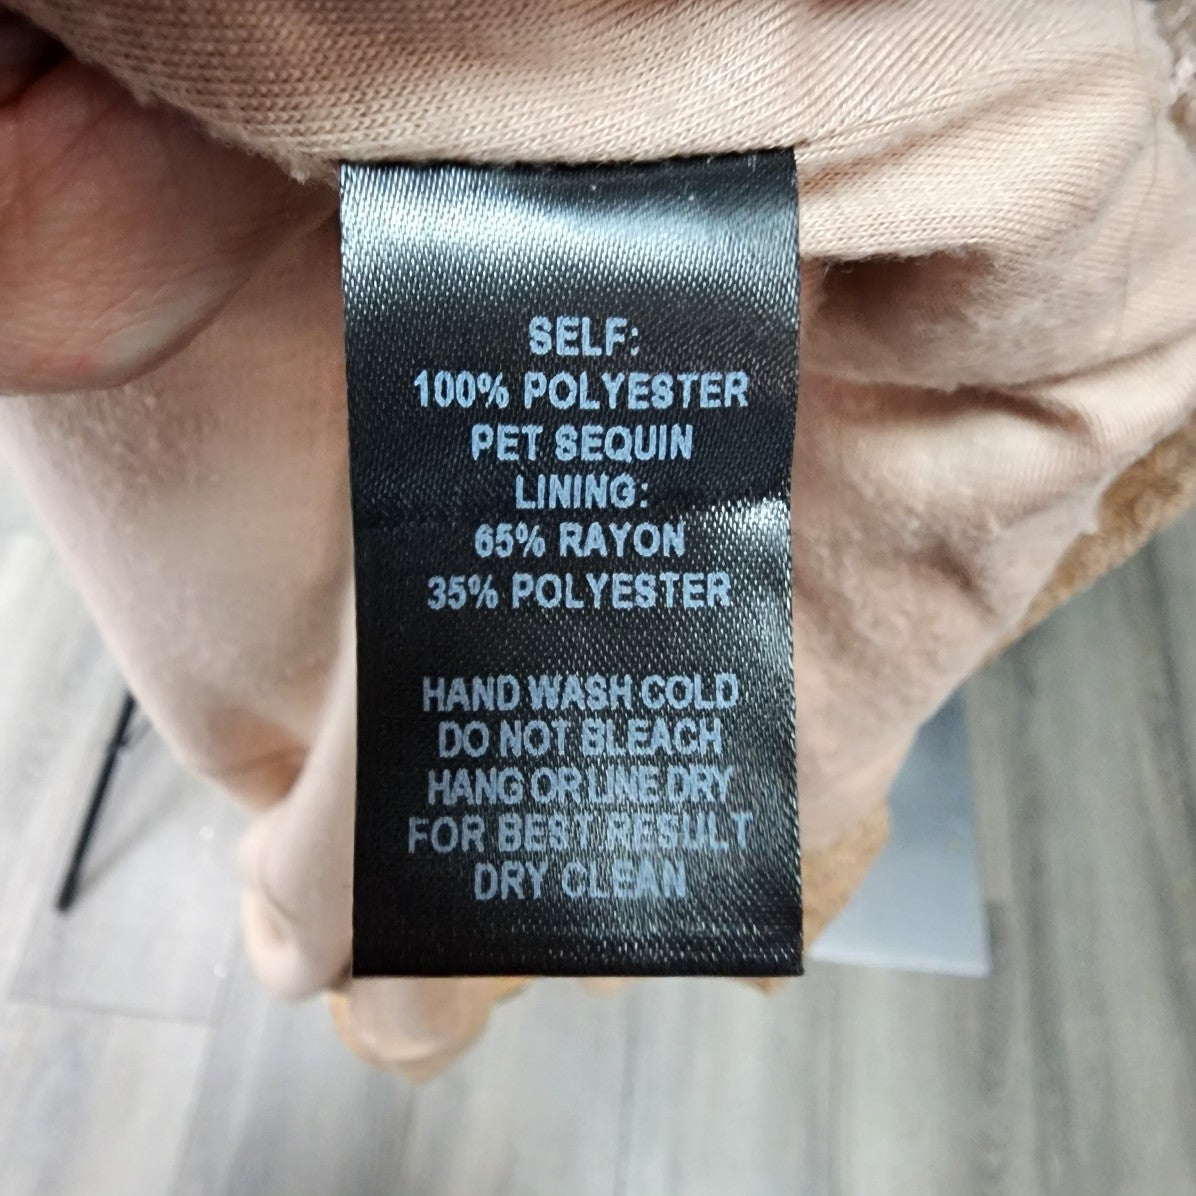 SELF:
100% POLYESTER
PET SEQUIN
LINING:
65% RAYON
35% POLYESTER
HAND WASH COLD
DO NOT BLEACH
HANG OR LINE DRY
FOR BEST RESULT
DRY CLEAN